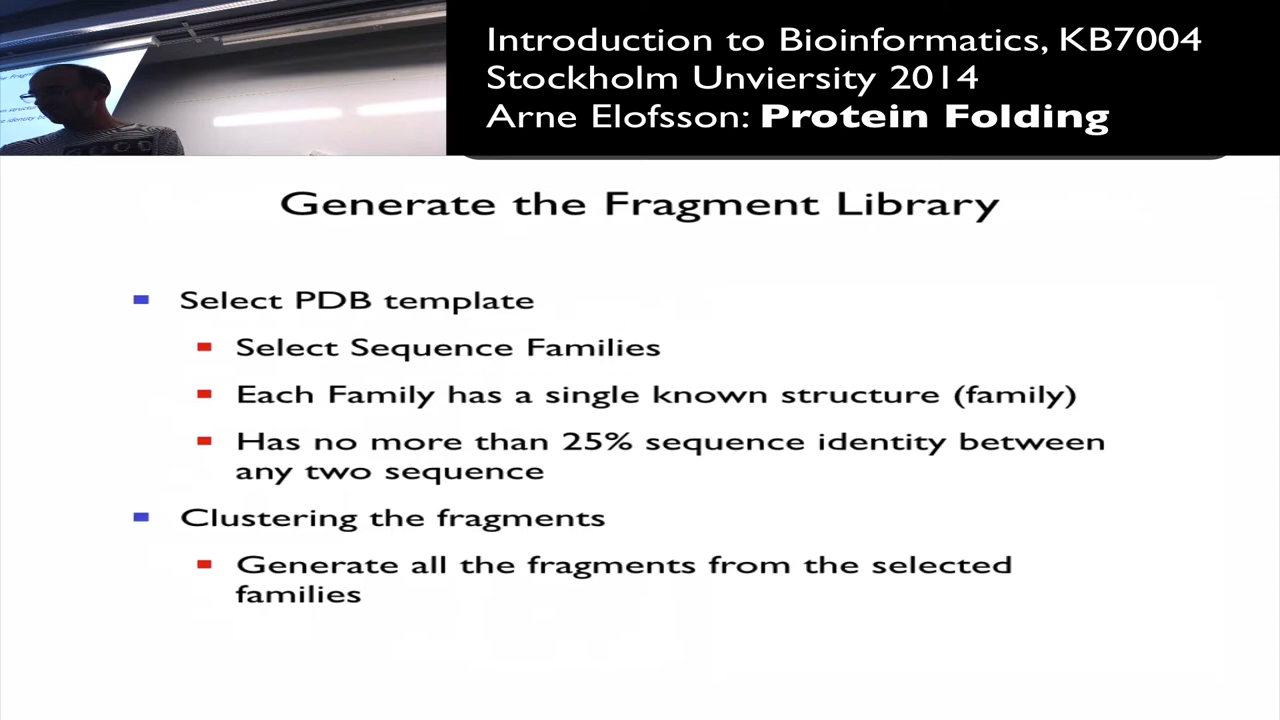 Introduction to Bioinformatics, KB7004
Stockholm Unviersity 2014
Arne Elofsson: Protein Folding
Generate the Fragment Library
Select PDB template
Select Sequence Families
Each Family has a single known structure (family)
Has no more than 25% sequence identity between
any two sequence
Clustering the fragments
Generate all the fragments from the selected
families